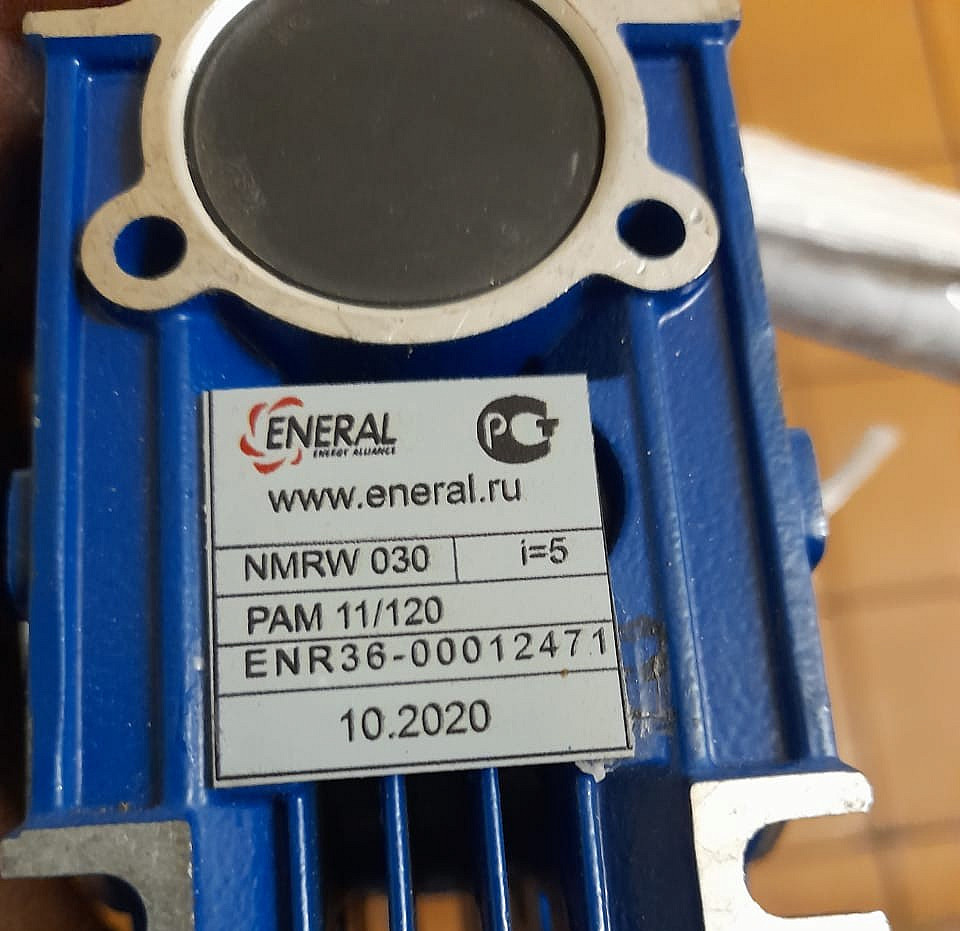 ENERAL
ENERGY ALLIANCE
РСТ
www.eneral.ru
NMRW 030 i=5
PAM 11/120
ENR36-00012471
10.2020